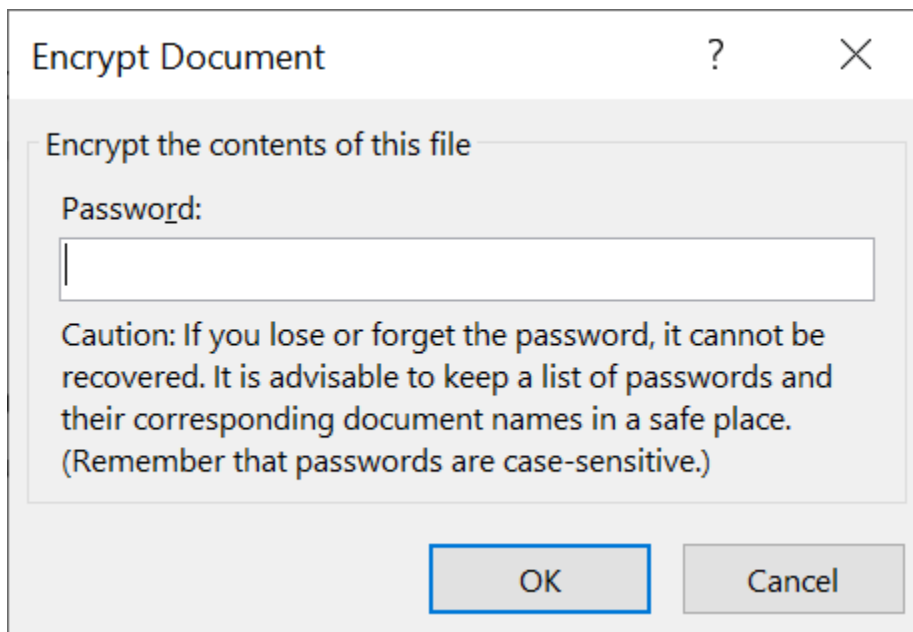 Encrypt Document
?
Encrypt the contents of this file
Password:
Caution: If you lose or forget the password, it cannot be
recovered. It is advisable to keep a list of passwords and
their corresponding document names in a safe place.
(Remember that passwords are case-sensitive.)
OK
Cancel